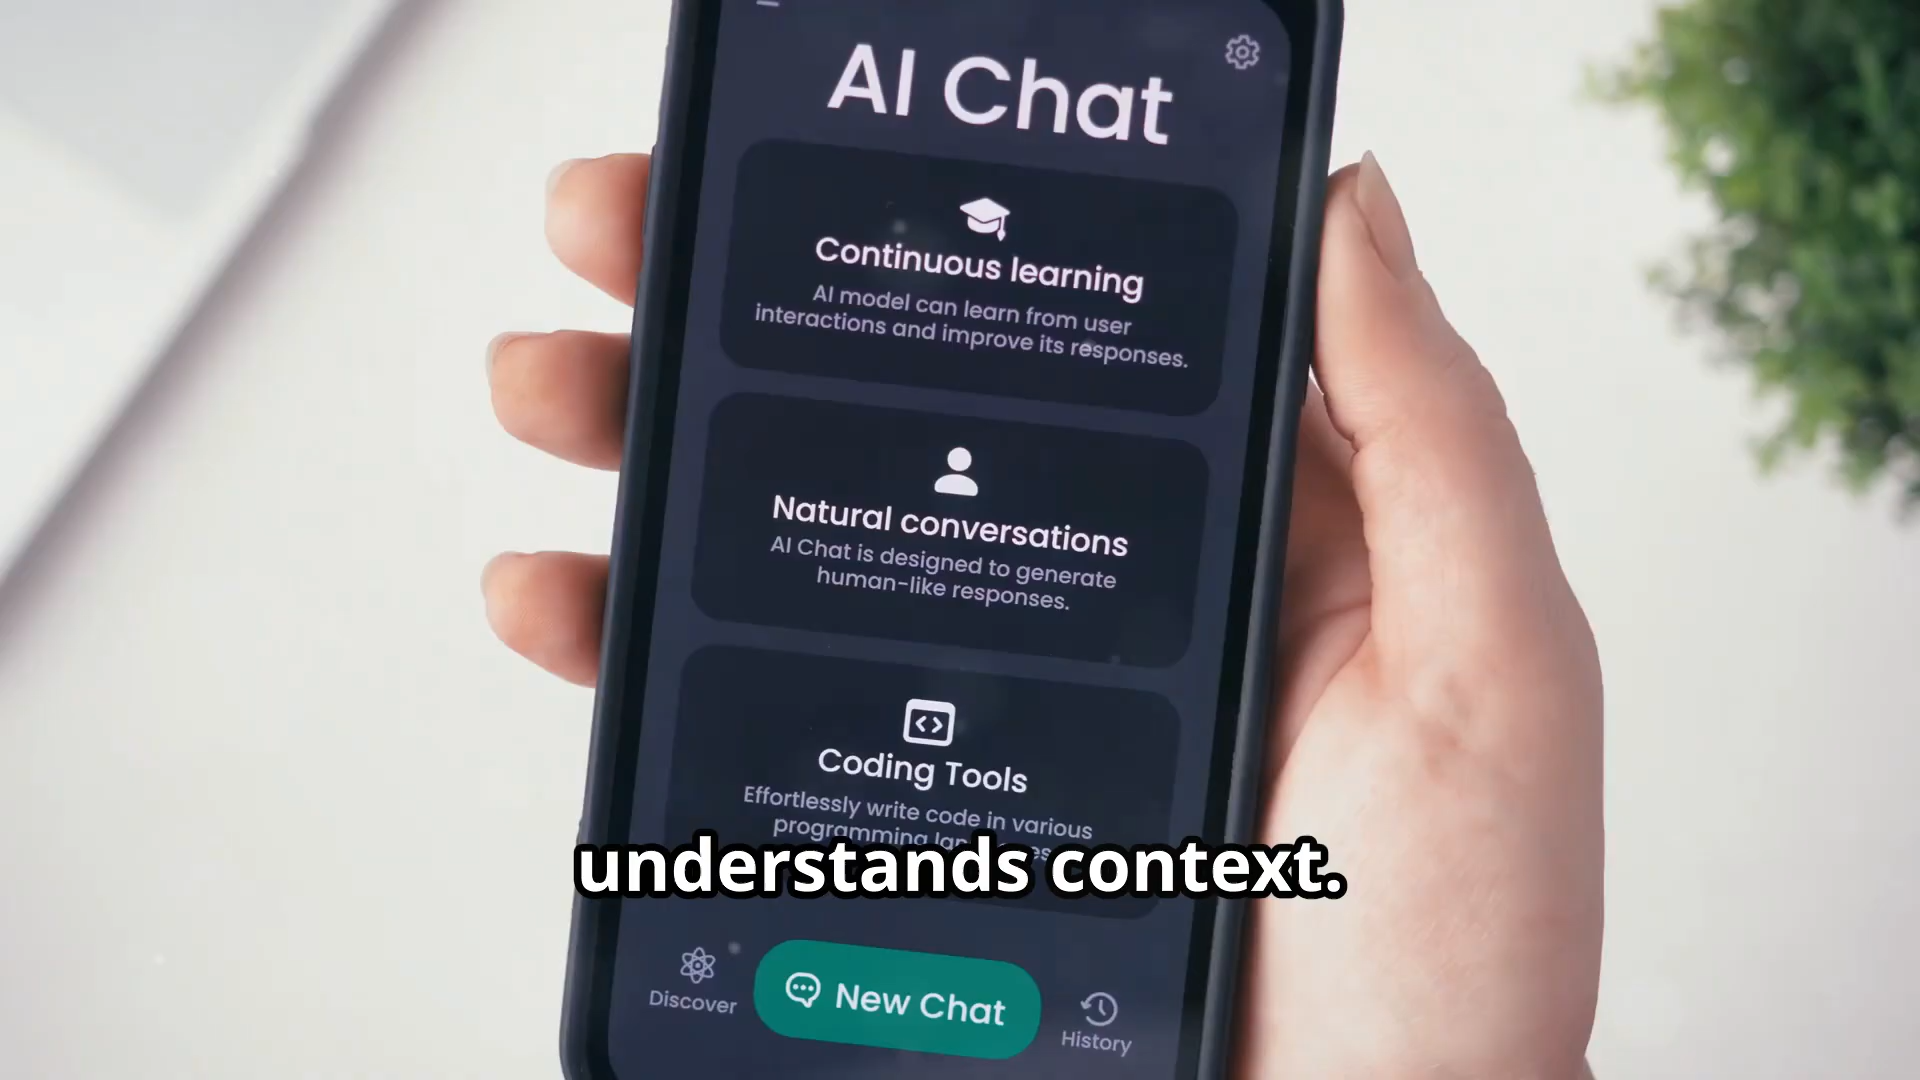 AI Chat
Continuous learning
AI model can learn from user
interactions and improve its responses.
Natural conversations
AI Chat is designed to generate
human-like responses.
Coding Tools
Effortlessly write code in various
programming
understands context.
New Chat
Discover
History